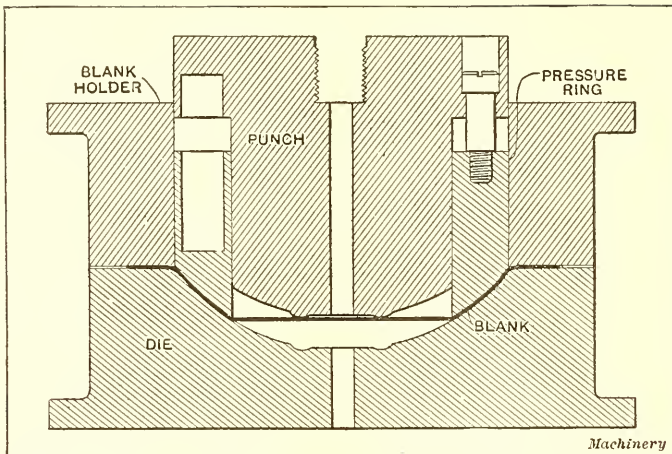 BLANK
HOLDER
PRESSURE
RING
PUNCH
BLANK
DIE
Machinery